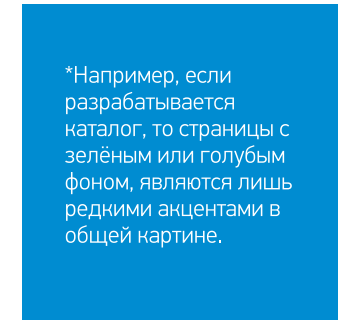 *Например, если
разрабатывается
каталог, то страницы с
зелёным или голубым
фоном, являются лишь
редкими акцентами в
общей картине.